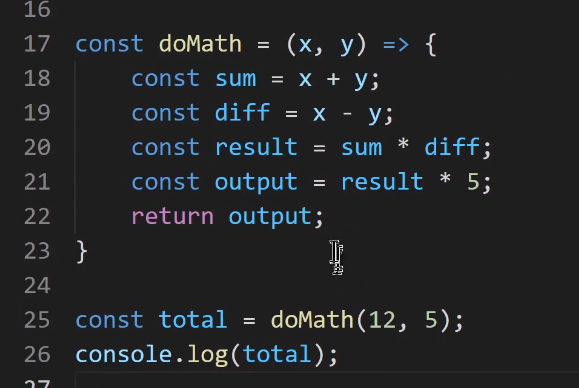 16
17 const doMath = (x, y) => {
18     const sum = x + y;
19     const diff = x - y;
20     const result = sum * diff;
21     const output = result * 5;
22     return output;
23 }
24
25 const total = doMath(12, 5);
26 console.log(total);
27